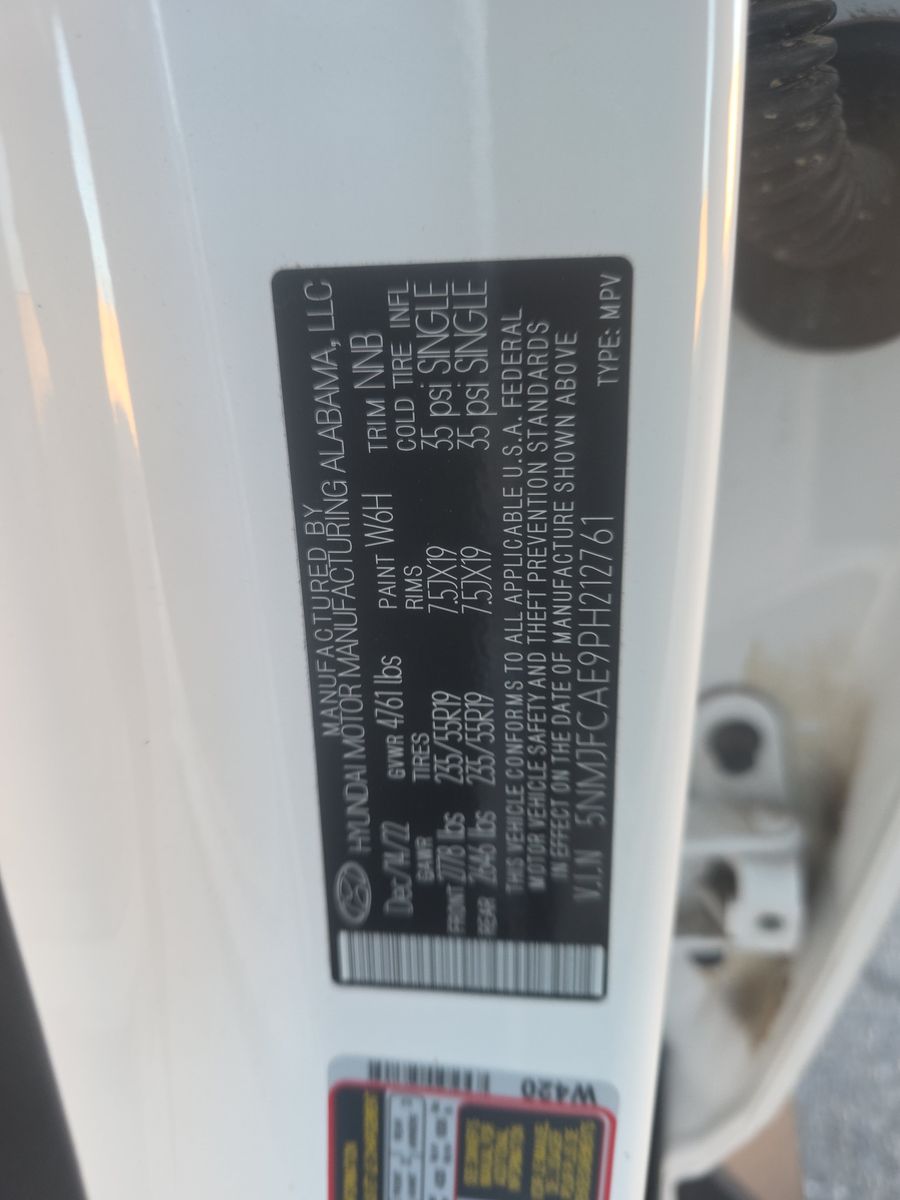 MANUFACTURED BY
HYUNDAI MOTOR MANUFACTURING ALABAMA, LLC
Dec/14/22 GVWR 4761 lbs PAINT W6H TRIM NNB
GAWR TIRES RIMS COLD TIRE INFL
FRONT 2778 lbs 235/55R19 7.5JX19 35 psi SINGLE
REAR 2646 lbs 235/55R19 7.5JX19 35 psi SINGLE
THIS VEHICLE CONFORMS TO ALL APPLICABLE U.S.A. FEDERAL
MOTOR VEHICLE SAFETY AND THEFT PREVENTION STANDARDS
IN EFFECT ON THE DATE OF MANUFACTURE SHOWN ABOVE
V.I.N 5NMJFCAE9PH212761 TYPE: MPV
W420